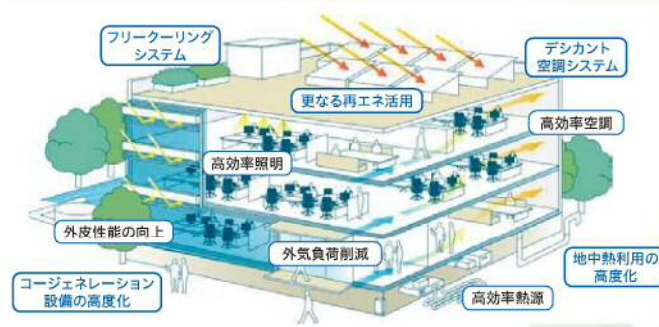 フリークーリング
システム
デシカント
空調システム
更なる再エネ活用
高効率空調
高効率照明
外皮性能の向上
外気負荷削減
地中熱利用の
高度化
コージェネレーション
設備の高度化
高効率熱源